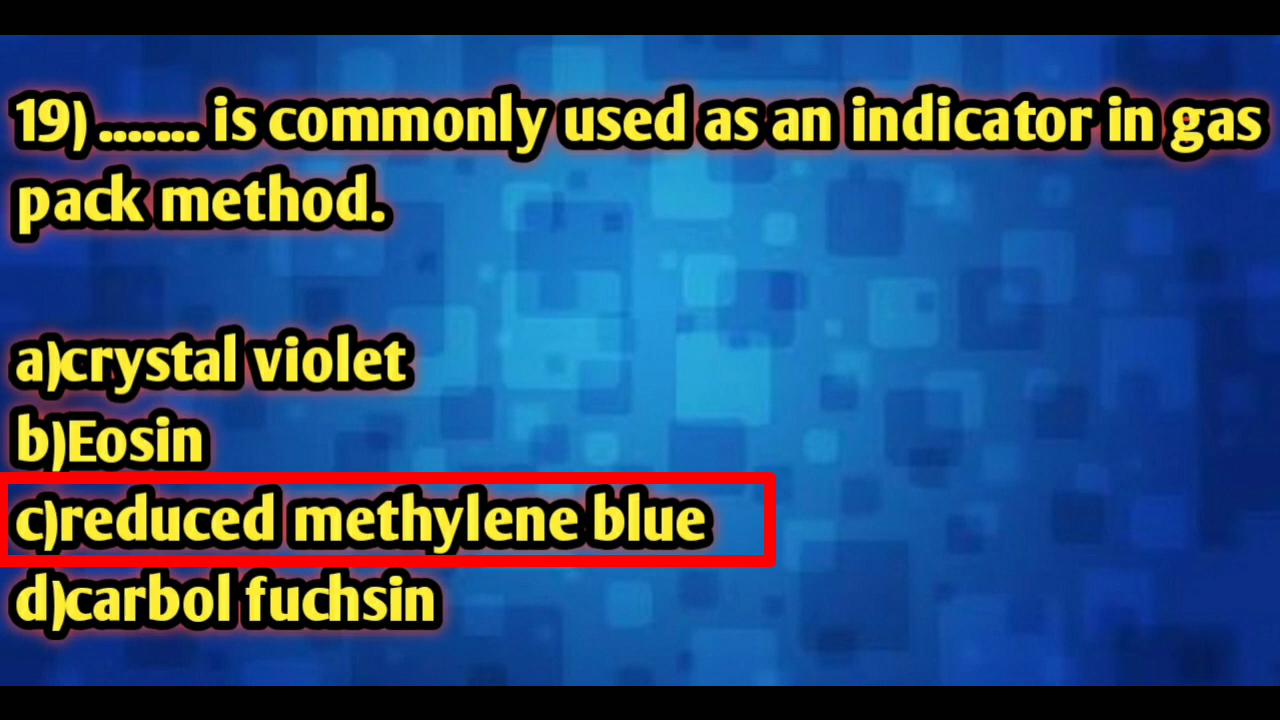 19) ....... is commonly used as an indicator in gas
pack method.
a)crystal violet
b)Eosin
c)reduced methylene blue
d)carbol fuchsin